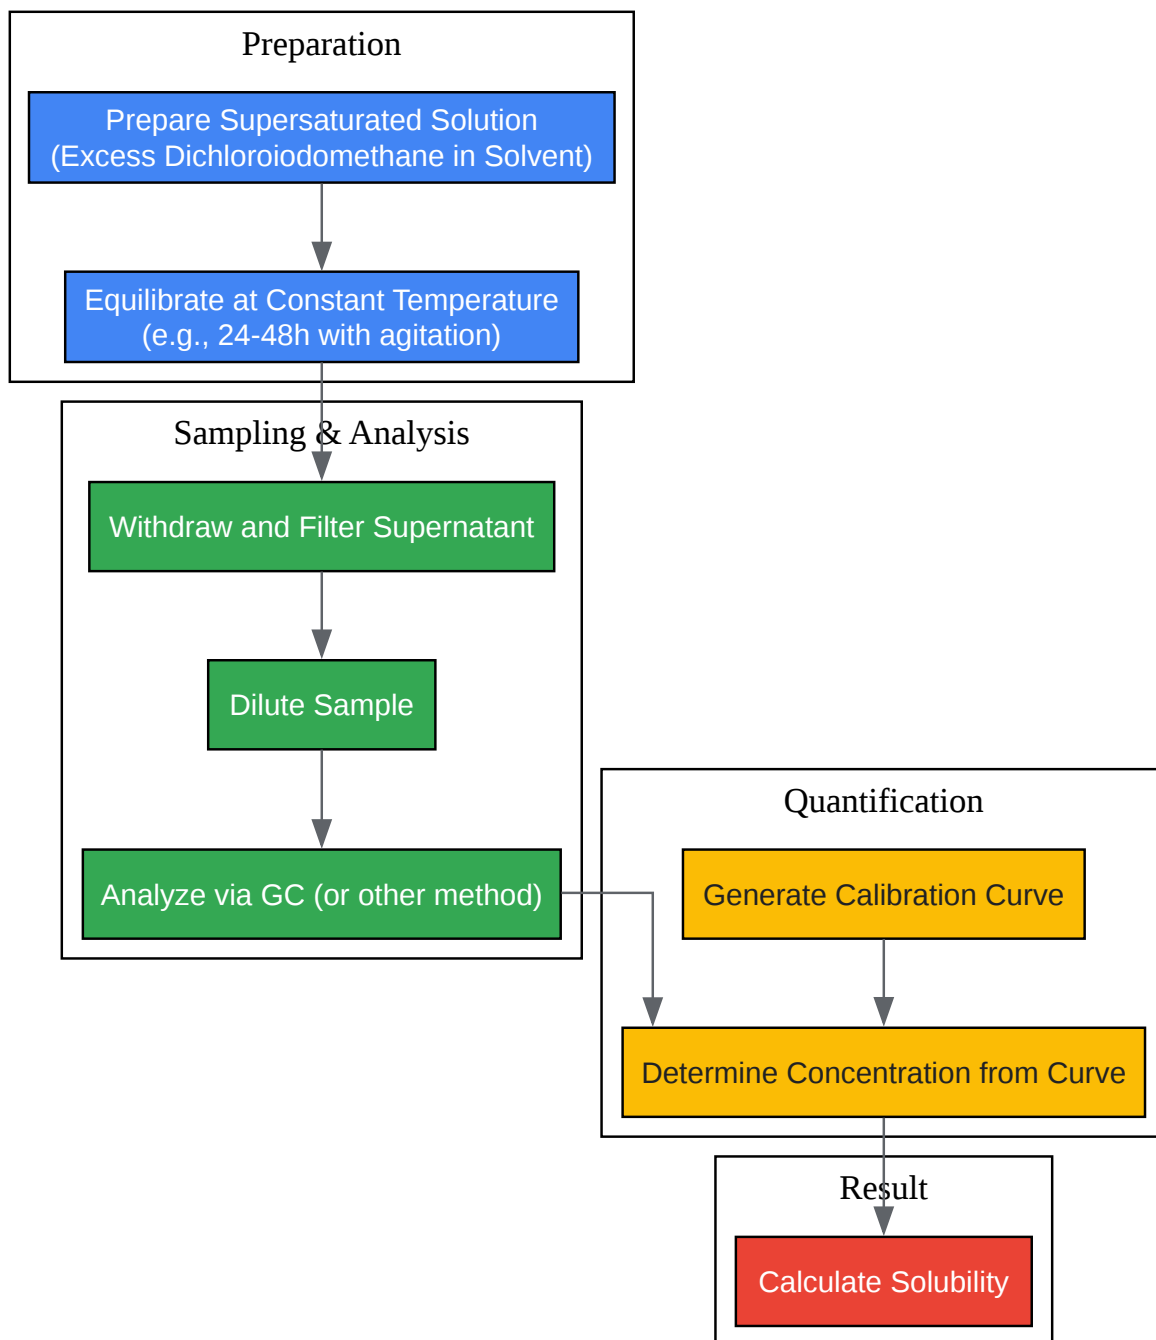 Preparation
Prepare Supersaturated Solution
(Excess Dichloroiodomethane in Solvent)
Equilibrate at Constant Temperature
(e.g., 24-48h with agitation)
Sampling & Analysis
Withdraw and Filter Supernatant
Dilute Sample
Analyze via GC (or other method)
Quantification
Generate Calibration Curve
Determine Concentration from Curve
Result
Calculate Solubility